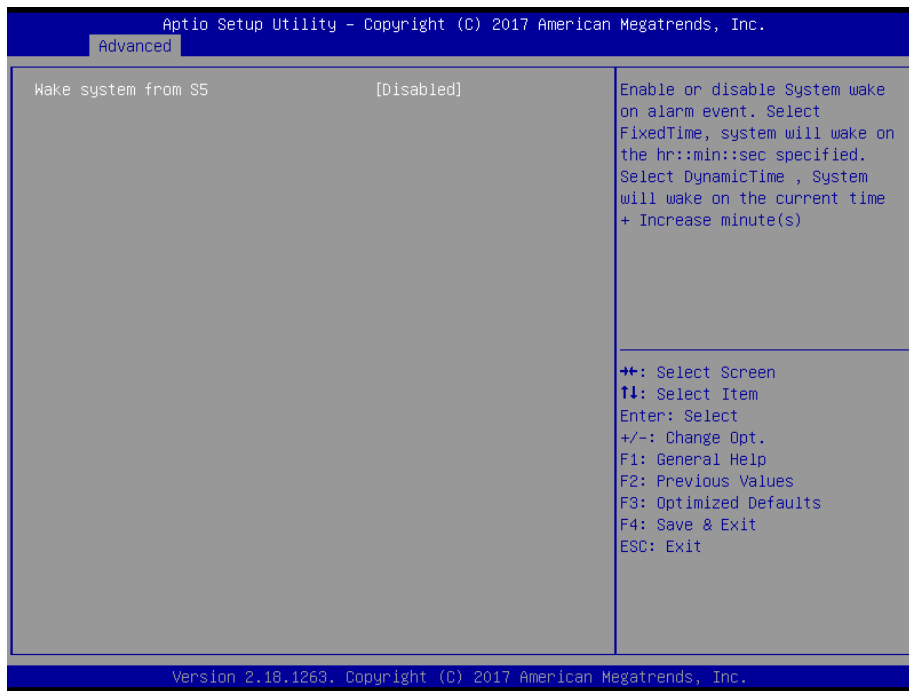 Aptio Setup Utility – Copyright (C) 2017 American Megatrends, Inc.
Advanced
Wake system from S5 [Disabled]
Enable or disable System wake
on alarm event. Select
FixedTime, system will wake on
the hr::min::sec specified.
Select DynamicTime , System
will wake on the current time
+ Increase minute(s)
→←: Select Screen
↑↓: Select Item
Enter: Select
+/-: Change Opt.
F1: General Help
F2: Previous Values
F3: Optimized Defaults
F4: Save & Exit
ESC: Exit
Version 2.18.1263. Copyright (C) 2017 American Megatrends, Inc.